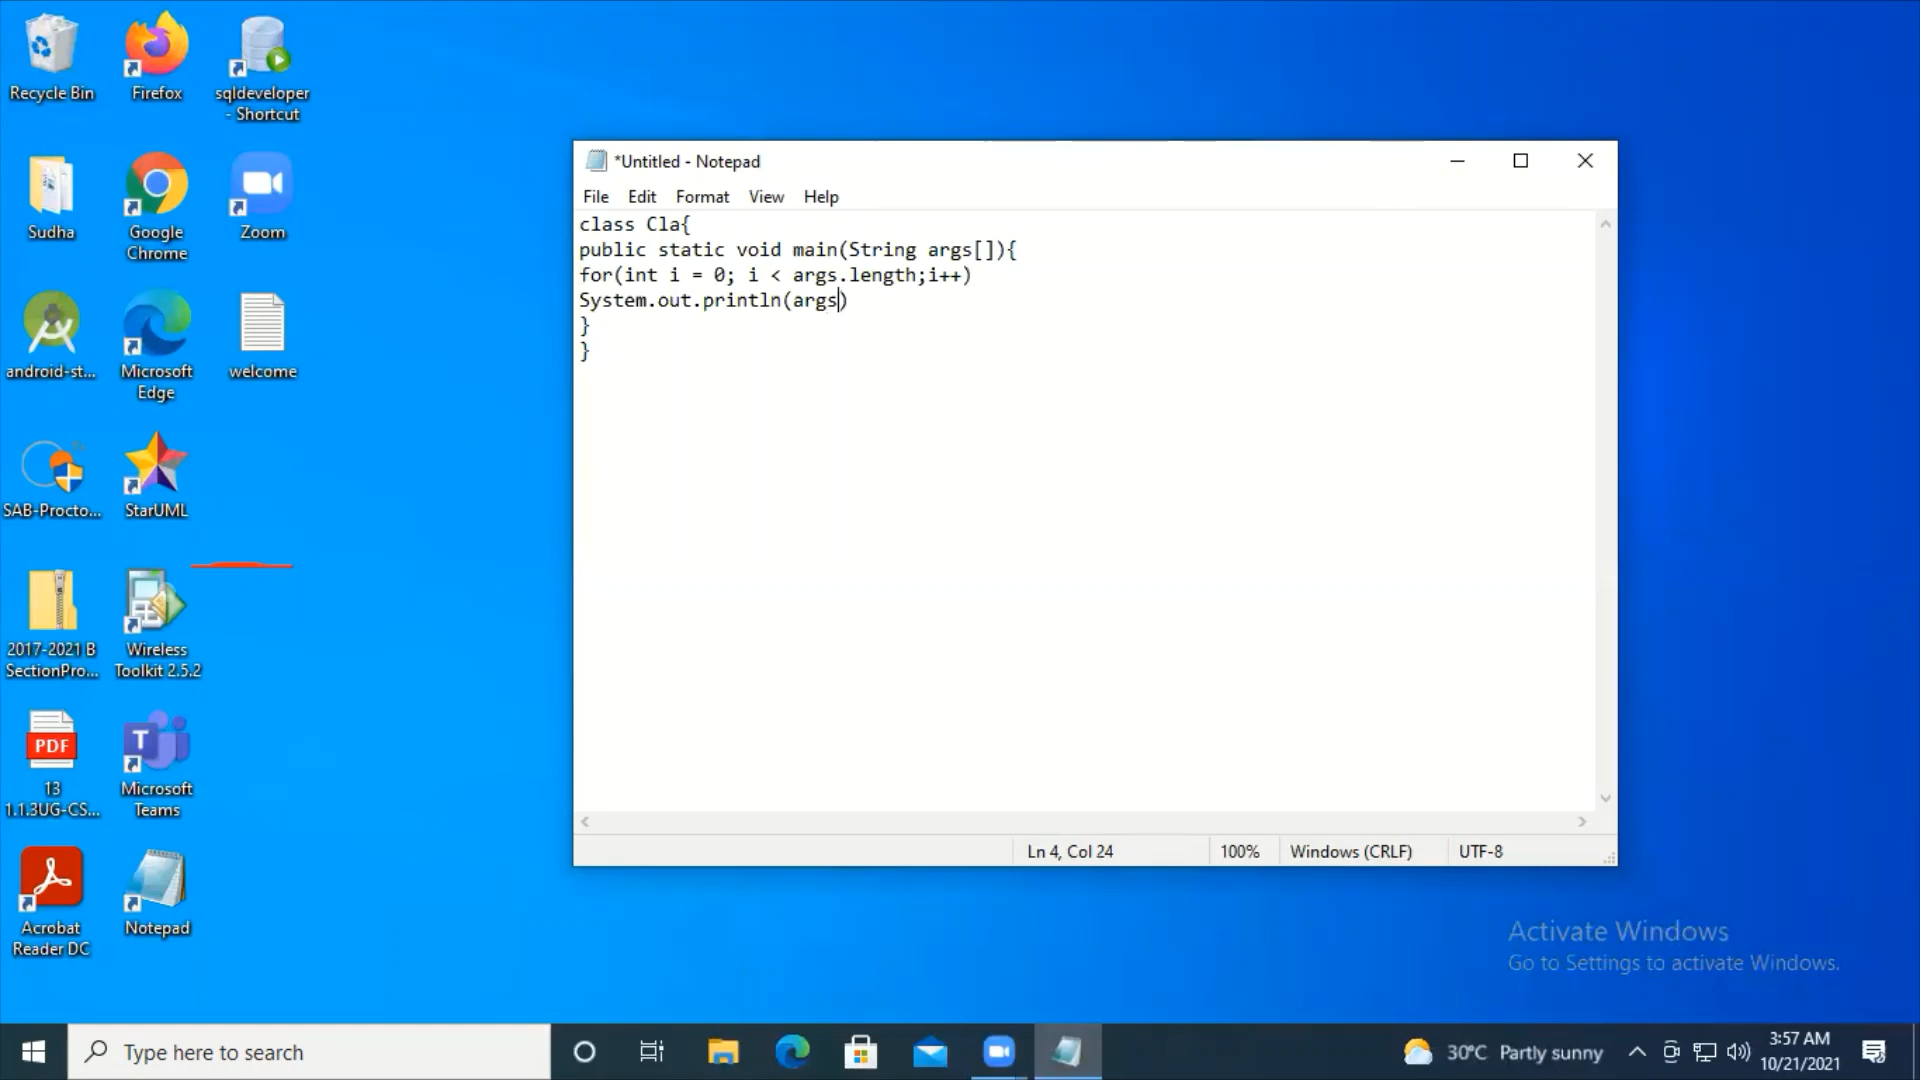 Recycle Bin
Firefox
sqldeveloper
- Shortcut
Sudha
Google
Chrome
Zoom
android-st...
Microsoft
Edge
welcome
SAB-Procto...
StarUML
2017-2021 B
SectionPro...
Wireless
Toolkit 2.5.2
PDF
13
1.1.3UG-CS...
T
Microsoft
Teams
Acrobat
Reader DC
Notepad
*Untitled - Notepad
File Edit Format View Help
class Cla{
public static void main(String args[]){
for(int i = 0; i < args.length;i++)
System.out.println(args)
}
}
Ln 4, Col 24
100%
Windows (CRLF)
UTF-8
Activate Windows
Go to Settings to activate Windows.
Type here to search
30°C Partly sunny
3:57 AM
10/21/2021